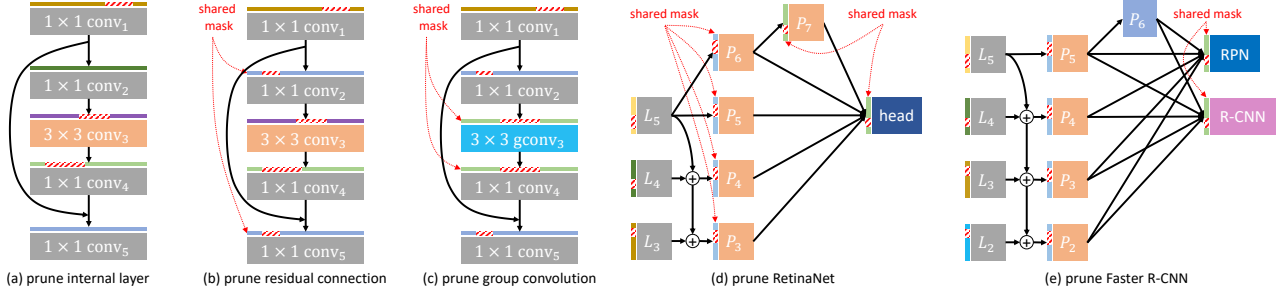 1 × 1 conv₁
1 × 1 conv₂
3 × 3 conv₃
1 × 1 conv₄
1 × 1 conv₅
(a) prune internal layer
shared
mask
1 × 1 conv₁
1 × 1 conv₂
3 × 3 conv₃
1 × 1 conv₄
1 × 1 conv₅
(b) prune residual connection
shared
mask
1 × 1 conv₁
1 × 1 conv₂
3 × 3 gconv₃
1 × 1 conv₄
1 × 1 conv₅
(c) prune group convolution
shared mask
shared mask
P₇
P₆
L₅
P₅
head
L₄
+
P₄
L₃
+
P₃
(d) prune RetinaNet
P₆
shared mask
L₅
P₅
RPN
L₄
+
P₄
R-CNN
L₃
+
P₃
L₂
+
P₂
(e) prune Faster R-CNN